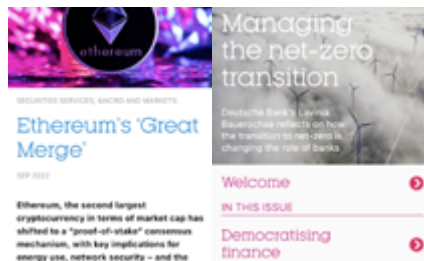 ethereum
SECURITIES SERVICES, MACRO AND MARKETS
Ethereum's 'Great
Merge'
SEP 2022
Ethereum, the second largest
cryptocurrency in terms of market cap has
shifted to a "proof-of-stake" consensus
mechanism, with key implications for
energy use, network security – and the
Managing
the net-zero
transition
Deutsche Bank's Lavinia
Bauerochse reflects on how
the transition to net-zero is
changing the role of banks
Welcome
IN THIS ISSUE
Democratising
finance